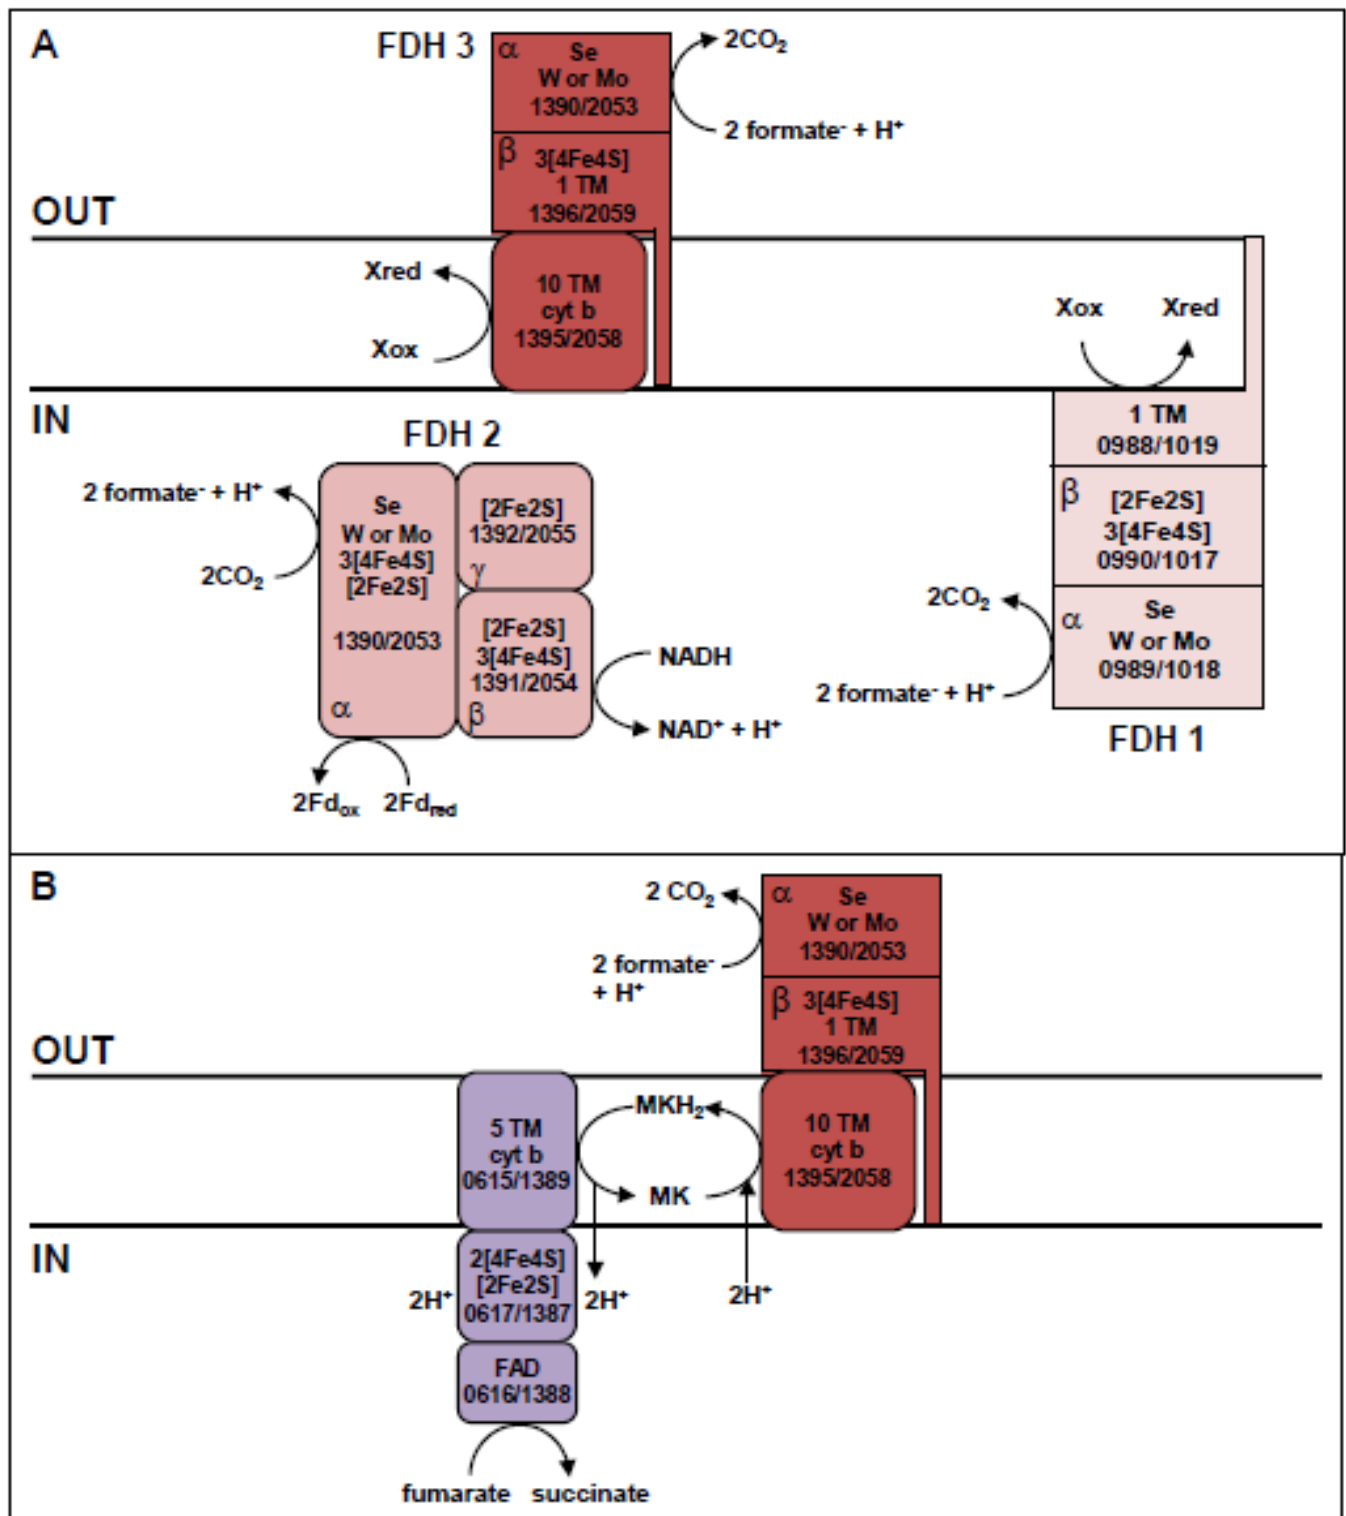 A
FDH 3
α
Se
W or Mo
1390/2053
β
3[4Fe4S]
1 TM
1396/2059
2CO₂
2 formate⁻ + H⁺
OUT
Xred
Xox
10 TM
cyt b
1395/2058
Xox
Xred
IN
FDH 2
2 formate⁻ + H⁺
2CO₂
Se
W or Mo
3[4Fe4S]
[2Fe2S]
1390/2053
α
[2Fe2S]
1392/2055
γ
[2Fe2S]
3[4Fe4S]
1391/2054
β
NADH
NAD⁺ + H⁺
2Fdox
2Fdred
1 TM
0988/1019
β
[2Fe2S]
3[4Fe4S]
0990/1017
2CO₂
2 formate⁻ + H⁺
α
Se
W or Mo
0989/1018
FDH 1
B
2 CO₂
2 formate⁻
+ H⁺
α
Se
W or Mo
1390/2053
β
3[4Fe4S]
1 TM
1396/2059
OUT
5 TM
cyt b
0615/1389
MKH₂
MK
10 TM
cyt b
1395/2058
IN
2H⁺
2[4Fe4S]
[2Fe2S]
0617/1387
2H⁺
2H⁺
FAD
0616/1388
fumarate
succinate